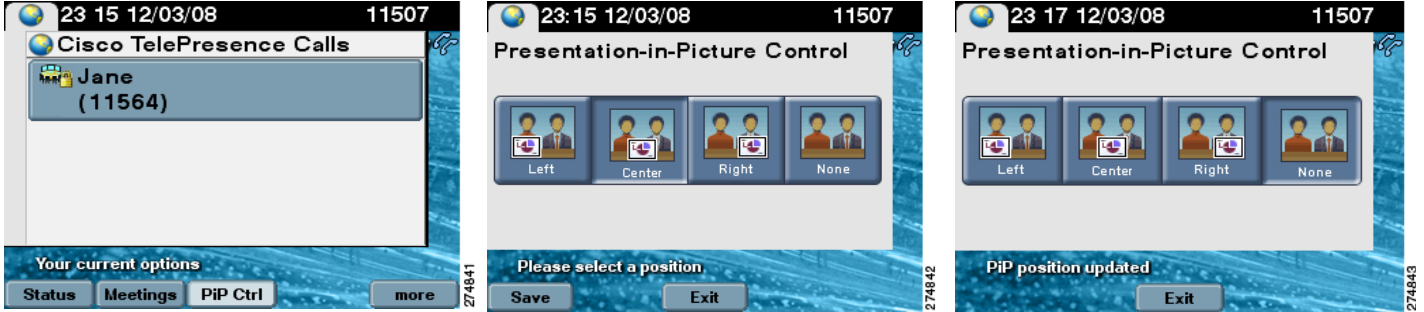 23 15 12/03/08 11507
Cisco TelePresence Calls
Jane
(11564)
Your current options
Status Meetings PiP Ctrl more
274841
23:15 12/03/08 11507
Presentation-in-Picture Control
Left Center Right None
Please select a position
Save Exit
274842
23 17 12/03/08 11507
Presentation-in-Picture Control
Left Center Right None
PiP position updated
Exit
274843